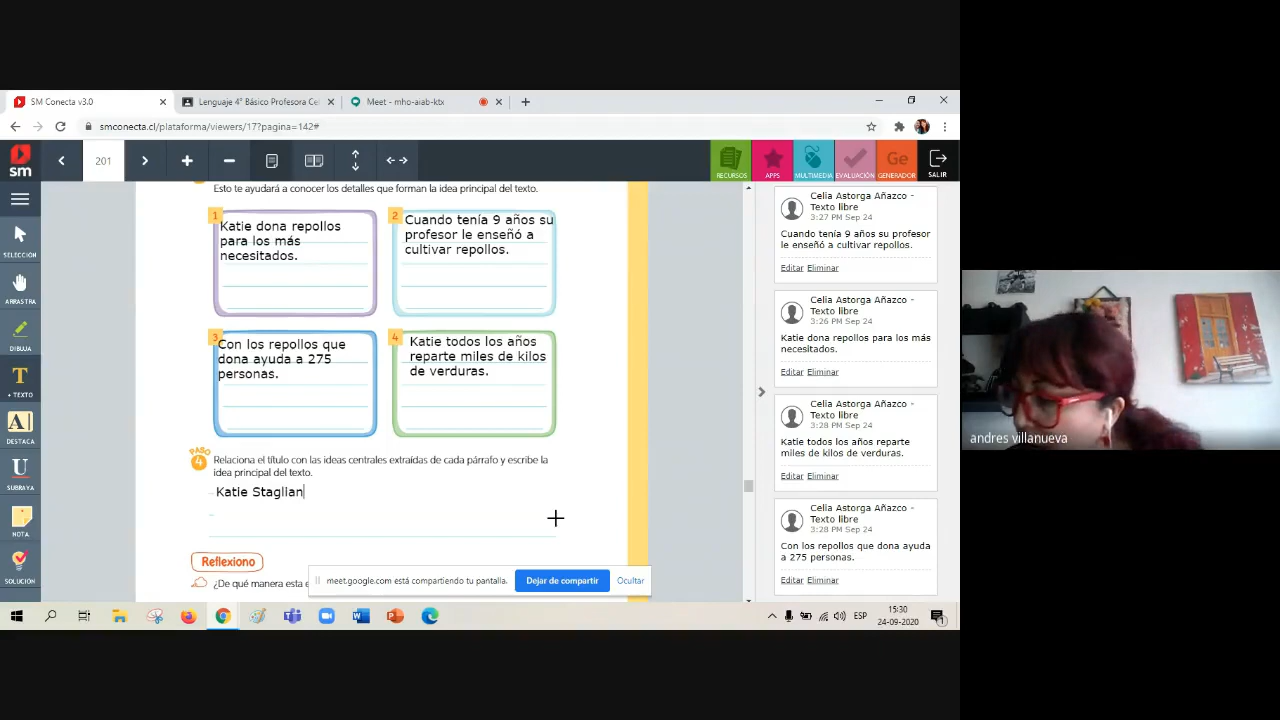 SM Conecta v3.0
Lenguaje 4° Básico Profesora Ce
Meet - mho-aiab-ktx
smconecta.cl/plataforma/viewers/17?pagina=142#
sm
201
RECURSOS
APPS
MULTIMEDIA
EVALUACIÓN
Ge
GENERADOR
SALIR
SELECCIÓN
ARRASTRA
DIBUJA
T
+ TEXTO
A
DESTACA
U
SUBRAYA
NOTA
SOLUCIÓN
Esto te ayudará a conocer los detalles que forman la idea principal del texto.
1
Katie dona repollos
para los más
necesitados.
2
Cuando tenía 9 años su
profesor le enseñó a
cultivar repollos.
3
Con los repollos que
dona ayuda a 275
personas.
4
Katie todos los años
reparte miles de kilos
de verduras.
PASO
4
Relaciona el título con las ideas centrales extraídas de cada párrafo y escribe la
idea principal del texto.
Katie Staglian
Reflexiono
¿De qué manera esta e
meet.google.com está compartiendo tu pantalla.
Dejar de compartir
Ocultar
Celia Astorga Añazco -
Texto libre
3:27 PM Sep 24
Cuando tenía 9 años su profesor
le enseñó a cultivar repollos.
Editar Eliminar
Celia Astorga Añazco -
Texto libre
3:26 PM Sep 24
Katie dona repollos para los más
necesitados.
Editar Eliminar
Celia Astorga Añazco -
Texto libre
3:28 PM Sep 24
Katie todos los años reparte
miles de kilos de verduras.
Editar Eliminar
Celia Astorga Añazco -
Texto libre
3:28 PM Sep 24
Con los repollos que dona ayuda
a 275 personas.
Editar Eliminar
andres villanueva
ESP
15:30
24-09-2020
1